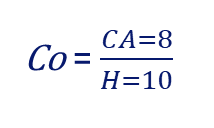 Co = CA=8
H=10